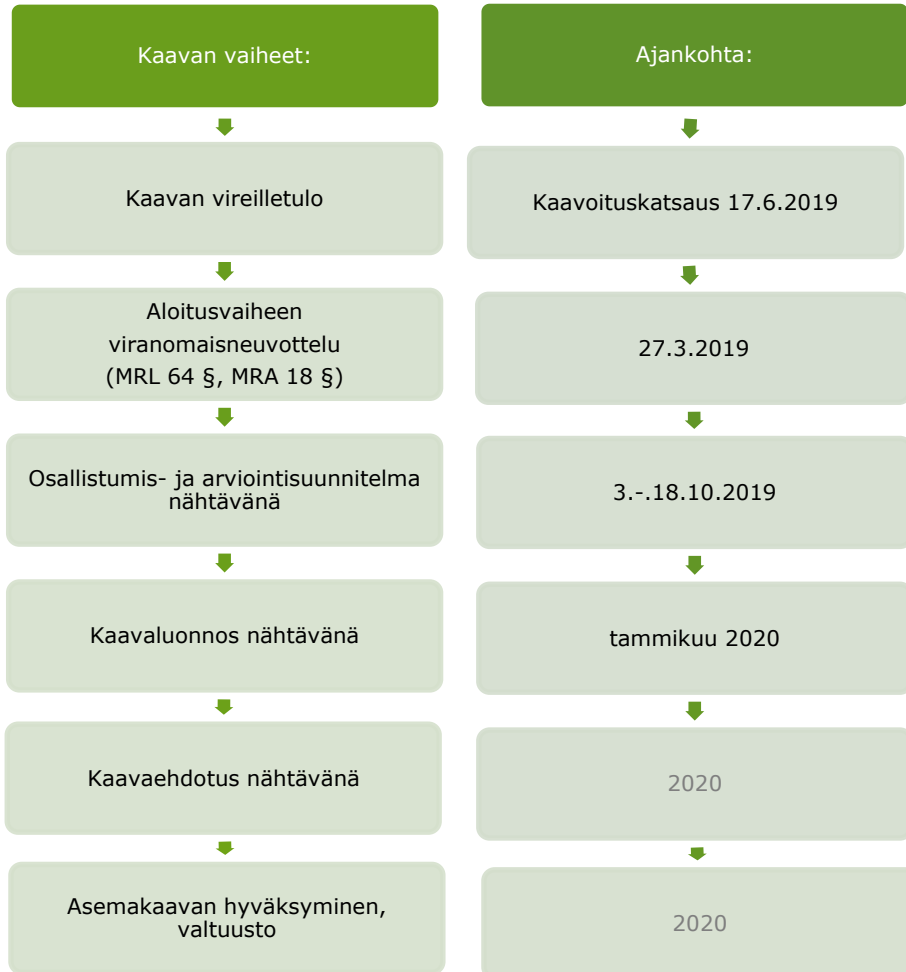 Kaavan vaiheet:
Ajankohta:
Kaavan vireilletulo
Kaavoituskatsaus 17.6.2019
Aloitusvaiheen
viranomaisneuvottelu
(MRL 64 §, MRA 18 §)
27.3.2019
Osallistumis- ja arviointisuunnitelma
nähtävänä
3.-.18.10.2019
Kaavaluonnos nähtävänä
tammikuu 2020
Kaavaehdotus nähtävänä
2020
Asemakaavan hyväksyminen,
valtuusto
2020